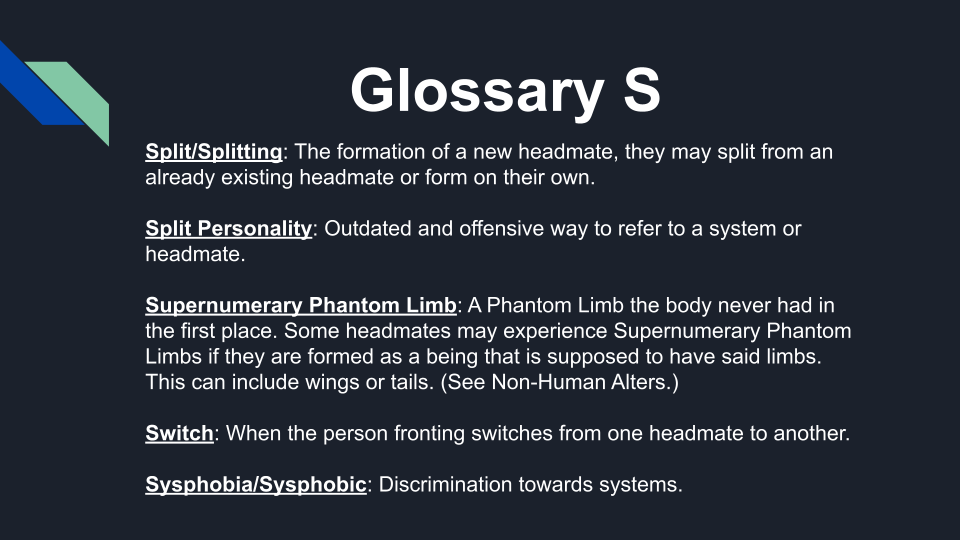 Glossary S
Split/Splitting: The formation of a new headmate, they may split from an
already existing headmate or form on their own.
Split Personality: Outdated and offensive way to refer to a system or
headmate.
Supernumerary Phantom Limb: A Phantom Limb the body never had in
the first place. Some headmates may experience Supernumerary Phantom
Limbs if they are formed as a being that is supposed to have said limbs.
This can include wings or tails. (See Non-Human Alters.)
Switch: When the person fronting switches from one headmate to another.
Sysphobia/Sysphobic: Discrimination towards systems.